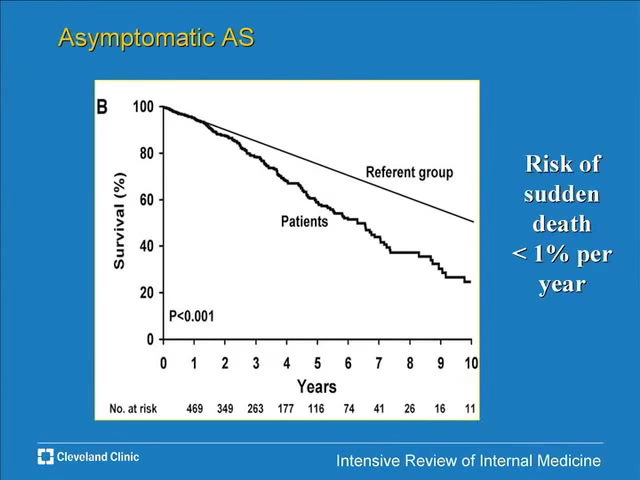 Asymptomatic AS
B
Survival (%)
100
80
60
40
20
0
Referent group
Patients
P<0.001
0 1 2 3 4 5 6 7 8 9 10
Years
No. at risk 469 349 263 177 116 74 41 26 16 11
Risk of
sudden
death
< 1% per
year
Cleveland Clinic
Intensive Review of Internal Medicine